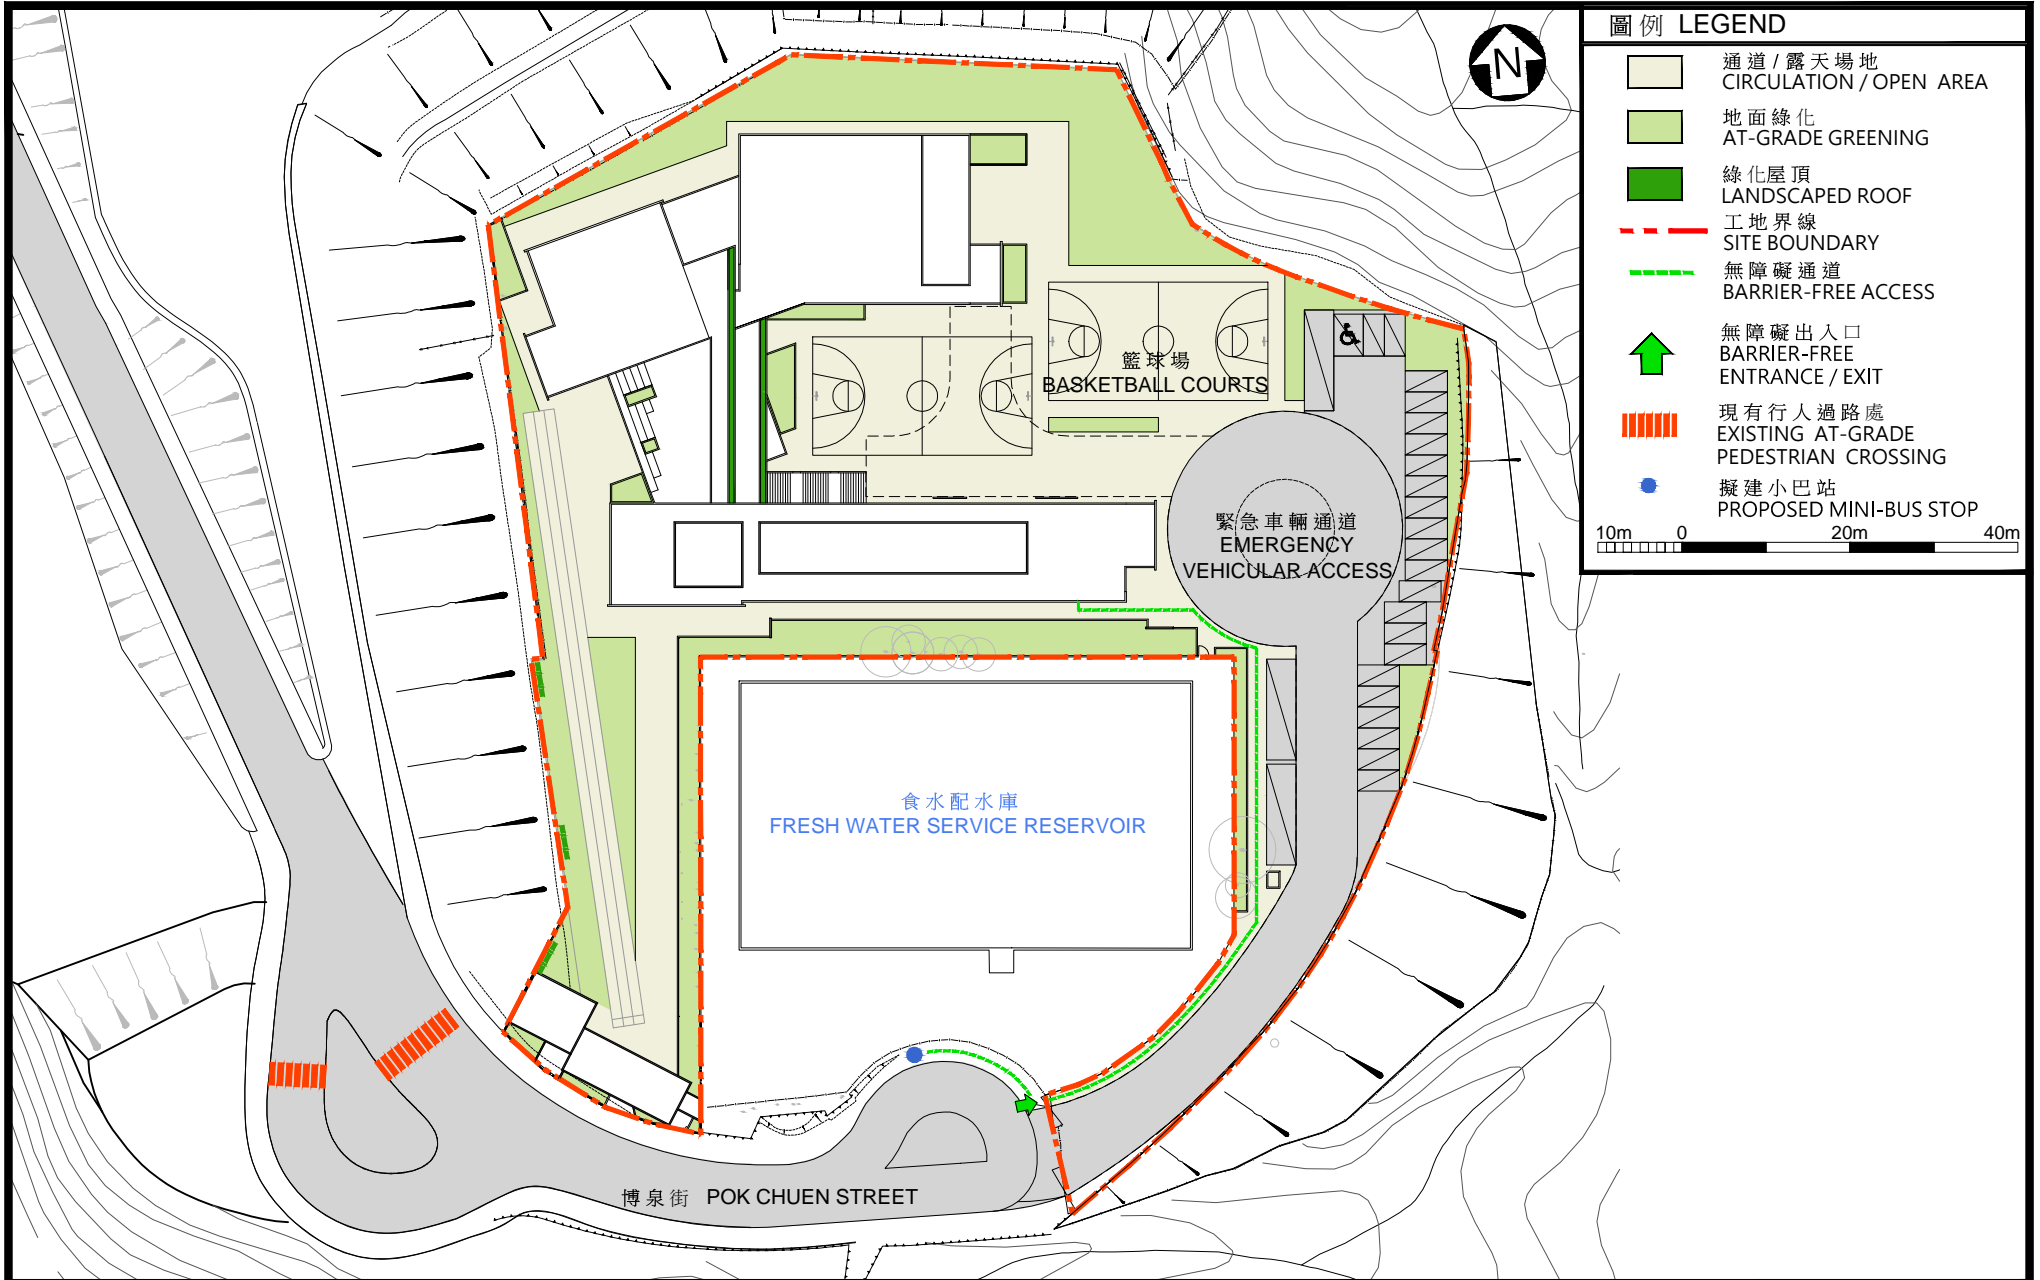 圖例 LEGEND
通道 / 露天場地
CIRCULATION / OPEN AREA
地面綠化
AT-GRADE GREENING
綠化屋頂
LANDSCAPED ROOF
工地界線
SITE BOUNDARY
無障礙通道
BARRIER-FREE ACCESS
無障礙出入口
BARRIER-FREE
ENTRANCE / EXIT
現有行人過路處
EXISTING AT-GRADE
PEDESTRIAN CROSSING
擬建小巴站
PROPOSED MINI-BUS STOP
10m 0 20m 40m
N
籃球場
BASKETBALL COURTS
緊急車輛通道
EMERGENCY
VEHICULAR ACCESS
食水配水庫
FRESH WATER SERVICE RESERVOIR
博泉街 POK CHUEN STREET